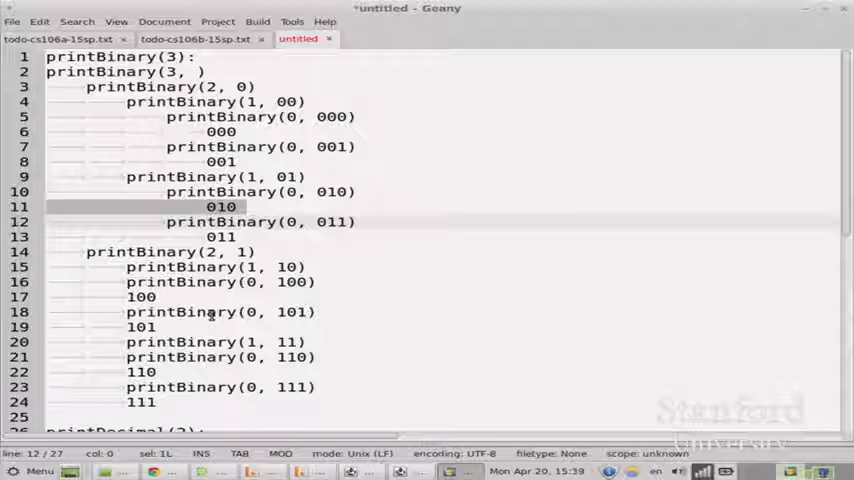 *untitled - Geany
File Edit Search View Document Project Build Tools Help
todo-cs106a-15sp.txt × todo-cs106b-15sp.txt × untitled ×
1 printBinary(3):
2 printBinary(3, )
3 printBinary(2, 0)
4 printBinary(1, 00)
5 printBinary(0, 000)
6 000
7 printBinary(0, 001)
8 001
9 printBinary(1, 01)
10 printBinary(0, 010)
11 010
12 printBinary(0, 011)
13 011
14 printBinary(2, 1)
15 printBinary(1, 10)
16 printBinary(0, 100)
17 100
18 printBinary(0, 101)
19 101
20 printBinary(1, 11)
21 printBinary(0, 110)
22 110
23 printBinary(0, 111)
24 111
25
26 printDecimal(2):
Stanford
University
line: 12 / 27 col: 0 sel: 1L INS TAB MOD mode: Unix (LF) encoding: UTF-8 filetype: None scope: unknown
Menu en Mon Apr 20, 15:39